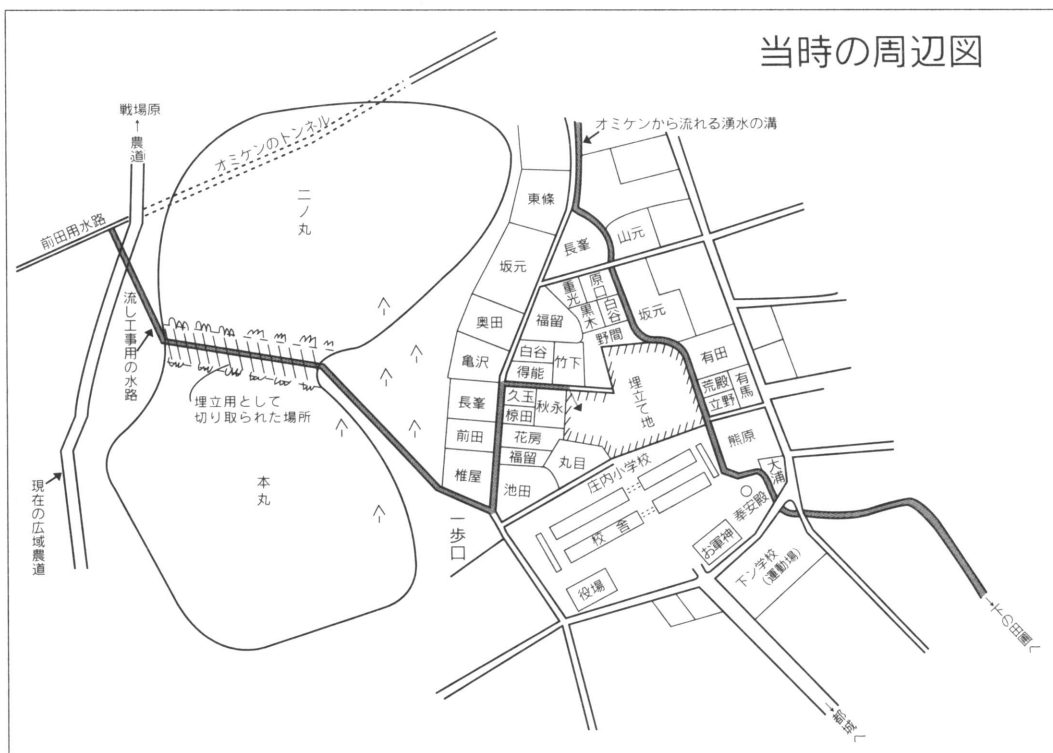 当時の周辺図
戦場原
↑
農道
オミケンのトンネル
オミケンから流れる湧水の溝
前田用水路
二ノ丸
流し工事用の水路
埋立用として
切り取られた場所
現在の広域農道
本丸
一歩口
東條
坂元
奥田
亀沢
長峯
前田
椎屋
長峯
山元
重光
原口
黒木
白谷
福留
野間
坂元
白谷
得能
竹下
久玉
椋田
秋永
花房
福留
丸目
池田
埋立て地
有田
荒殿
立野
有馬
熊原
大浦
庄内小学校
校舎
奉安殿
お軍神
役場
下ン学校
(運動場)
→下の田圃へ
→都城へ